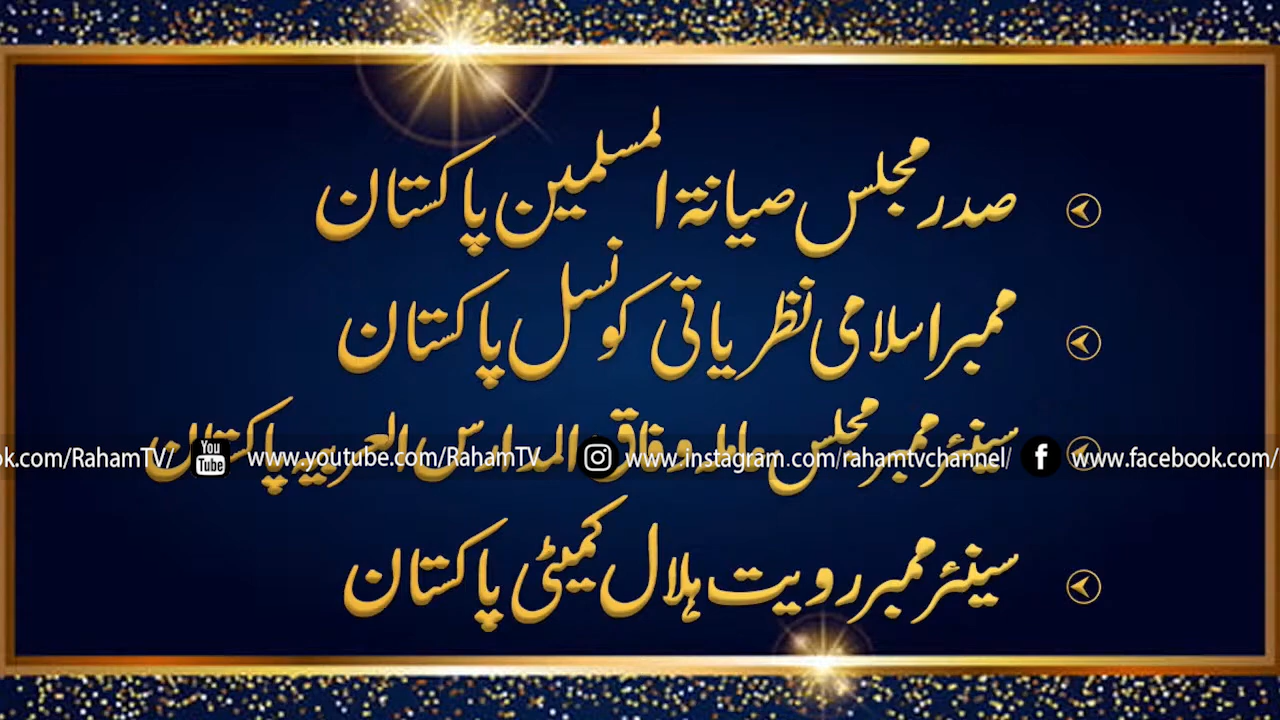 صدر مجلس صیانۃ المسلمین پاکستان
ممبر اسلامی نظریاتی کونسل پاکستان
سینئر ممبر مجلس عاملہ وفاق المدارس العربیہ پاکستان
ok.com/RahamTV/ www.youtube.com/RahamTV www.instagram.com/rahamtvchannel/ www.facebook.com/
سینئر ممبر رویت ہلال کمیٹی پاکستان